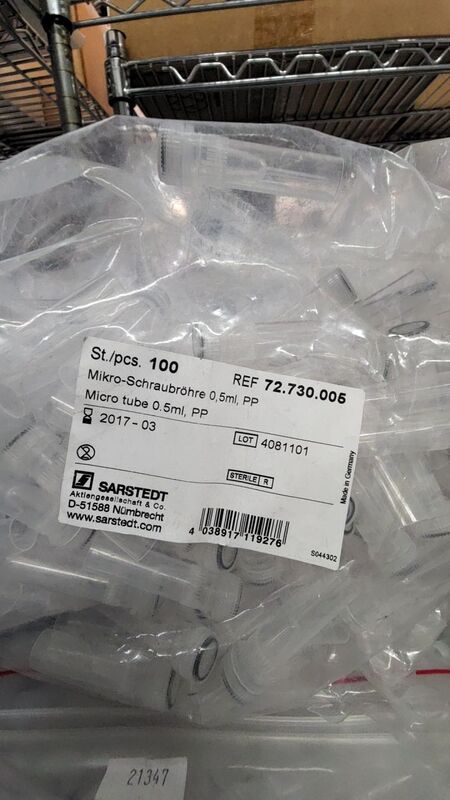 St./pcs. 100
REF 72.730.005
Mikro-Schraubröhre 0,5ml, PP
Micro tube 0.5ml, PP
2017-03
LOT 4081101
STERILE R
SARSTEDT
Aktiengesellschaft & Co.
D-51588 Nümbrecht
www.sarstedt.com
4 038917 119276
Made in Germany
S044302
21347